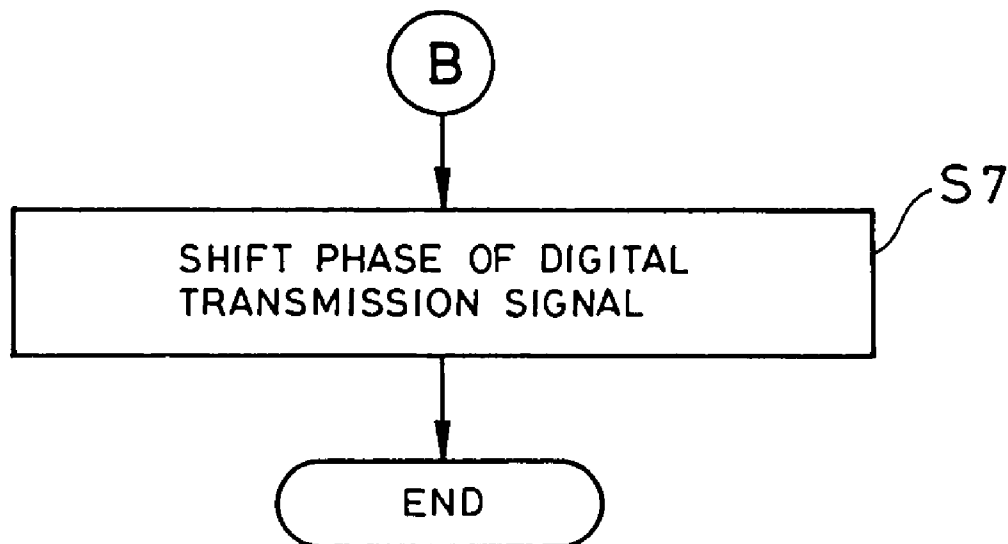 B
S7
SHIFT PHASE OF DIGITAL
TRANSMISSION SIGNAL
END